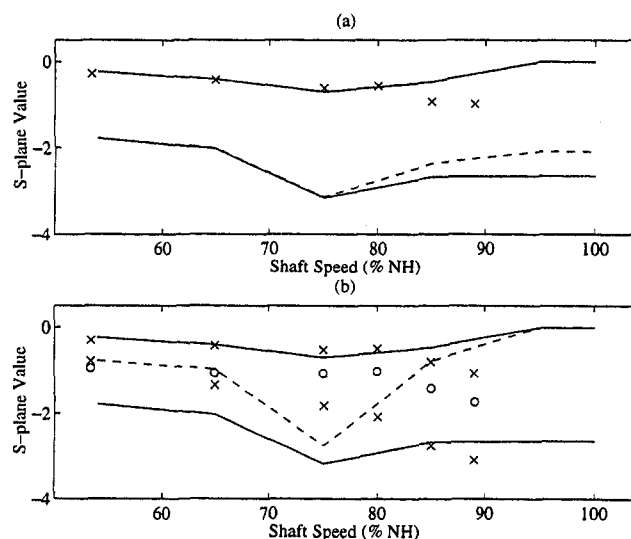 (a)
0
−2
−4
S-plane Value
60 70 80 90 100
Shaft Speed (% NH)
(b)
0
−2
−4
S-plane Value
60 70 80 90 100
Shaft Speed (% NH)